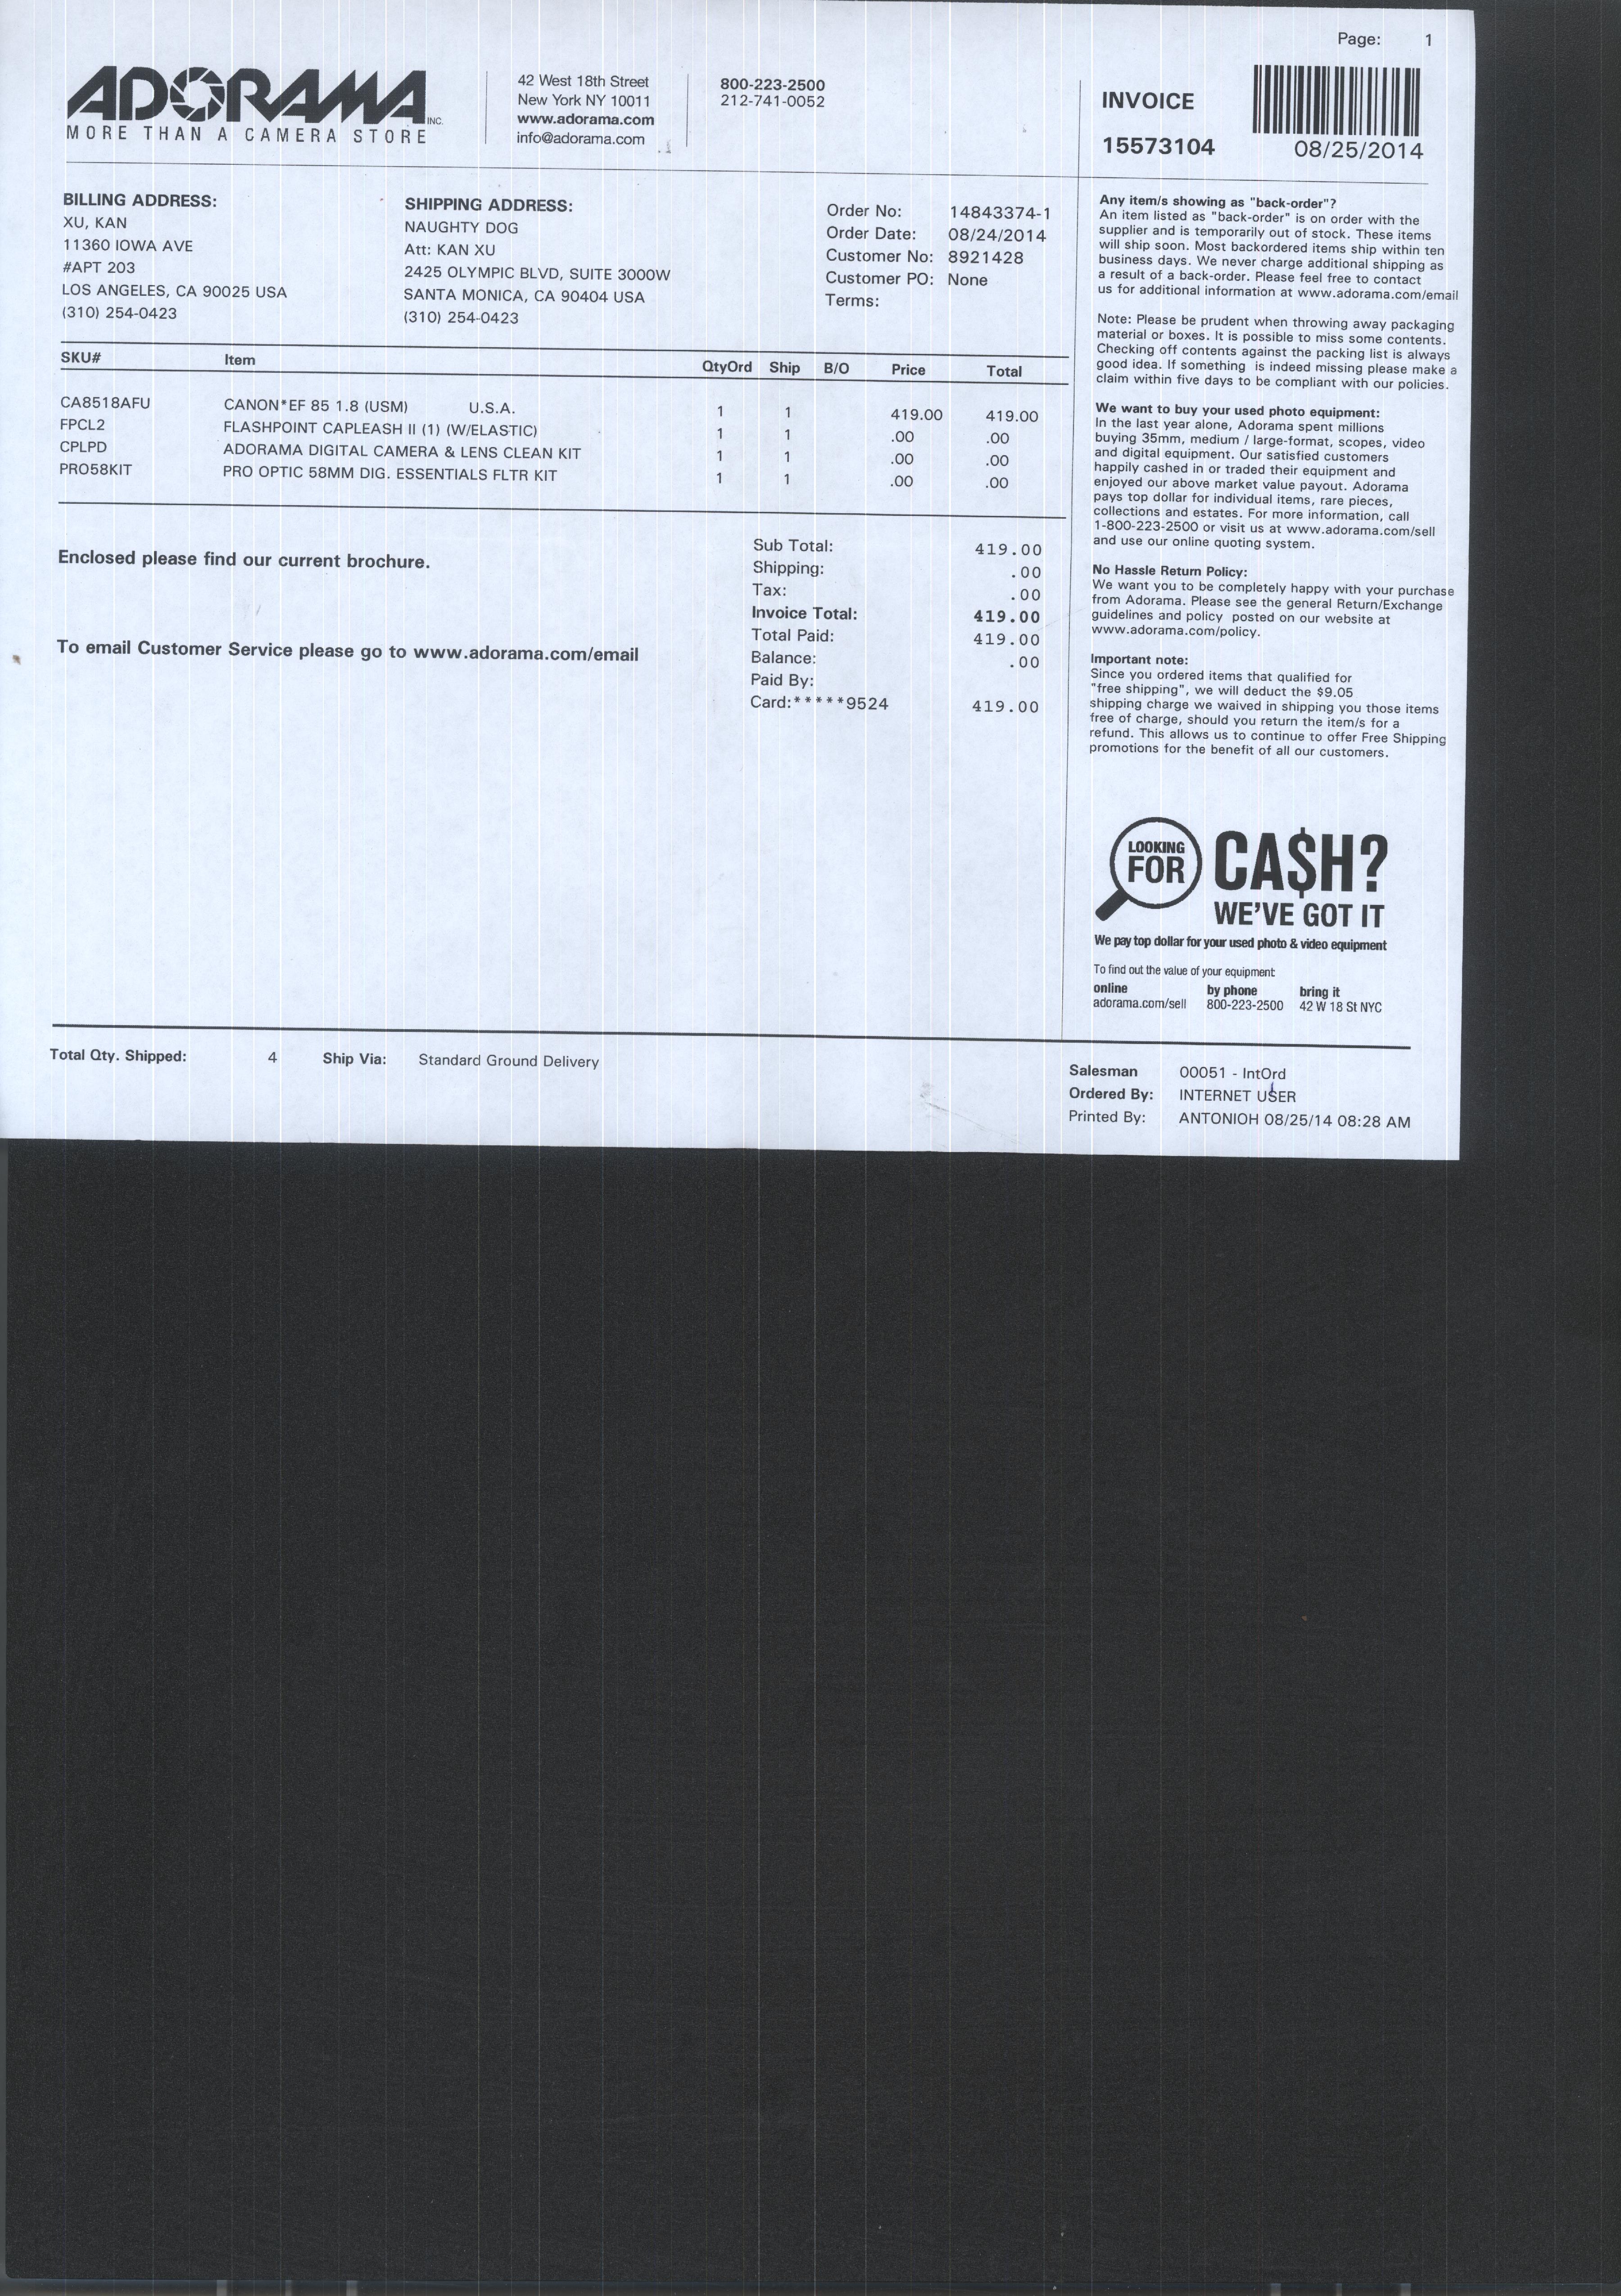 Page: 1
ADORAMA INC.
MORE THAN A CAMERA STORE
42 West 18th Street
New York NY 10011
www.adorama.com
info@adorama.com
800-223-2500
212-741-0052
INVOICE
15573104
08/25/2014
BILLING ADDRESS:
XU, KAN
11360 IOWA AVE
#APT 203
LOS ANGELES, CA 90025 USA
(310) 254-0423
SHIPPING ADDRESS:
NAUGHTY DOG
Att: KAN XU
2425 OLYMPIC BLVD, SUITE 3000W
SANTA MONICA, CA 90404 USA
(310) 254-0423
Order No: 14843374-1
Order Date: 08/24/2014
Customer No: 8921428
Customer PO: None
Terms:
SKU# Item QtyOrd Ship B/O Price Total
CA8518AFU CANON*EF 85 1.8 (USM) U.S.A. 1 1 419.00 419.00
FPCL2 FLASHPOINT CAPLEASH II (1) (W/ELASTIC) 1 1 .00 .00
CPLPD ADORAMA DIGITAL CAMERA & LENS CLEAN KIT 1 1 .00 .00
PRO58KIT PRO OPTIC 58MM DIG. ESSENTIALS FLTR KIT 1 1 .00 .00
Enclosed please find our current brochure.
To email Customer Service please go to www.adorama.com/email
Sub Total: 419.00
Shipping: .00
Tax: .00
Invoice Total: 419.00
Total Paid: 419.00
Balance: .00
Paid By:
Card:*****9524 419.00
Any item/s showing as "back-order"?
An item listed as "back-order" is on order with the
supplier and is temporarily out of stock. These items
will ship soon. Most backordered items ship within ten
business days. We never charge additional shipping as
a result of a back-order. Please feel free to contact
us for additional information at www.adorama.com/email
Note: Please be prudent when throwing away packaging
material or boxes. It is possible to miss some contents.
Checking off contents against the packing list is always
good idea. If something is indeed missing please make a
claim within five days to be compliant with our policies.
We want to buy your used photo equipment:
In the last year alone, Adorama spent millions
buying 35mm, medium / large-format, scopes, video
and digital equipment. Our satisfied customers
happily cashed in or traded their equipment and
enjoyed our above market value payout. Adorama
pays top dollar for individual items, rare pieces,
collections and estates. For more information, call
1-800-223-2500 or visit us at www.adorama.com/sell
and use our online quoting system.
No Hassle Return Policy:
We want you to be completely happy with your purchase
from Adorama. Please see the general Return/Exchange
guidelines and policy posted on our website at
www.adorama.com/policy.
Important note:
Since you ordered items that qualified for
"free shipping", we will deduct the $9.05
shipping charge we waived in shipping you those items
free of charge, should you return the item/s for a
refund. This allows us to continue to offer Free Shipping
promotions for the benefit of all our customers.
LOOKING
FOR
CA$H?
WE'VE GOT IT
We pay top dollar for your used photo & video equipment
To find out the value of your equipment
online by phone bring it
adorama.com/sell 800-223-2500 42 W 18 St NYC
Total Qty. Shipped: 4 Ship Via: Standard Ground Delivery
Salesman 00051 - IntOrd
Ordered By: INTERNET USER
Printed By: ANTONIOH 08/25/14 08:28 AM